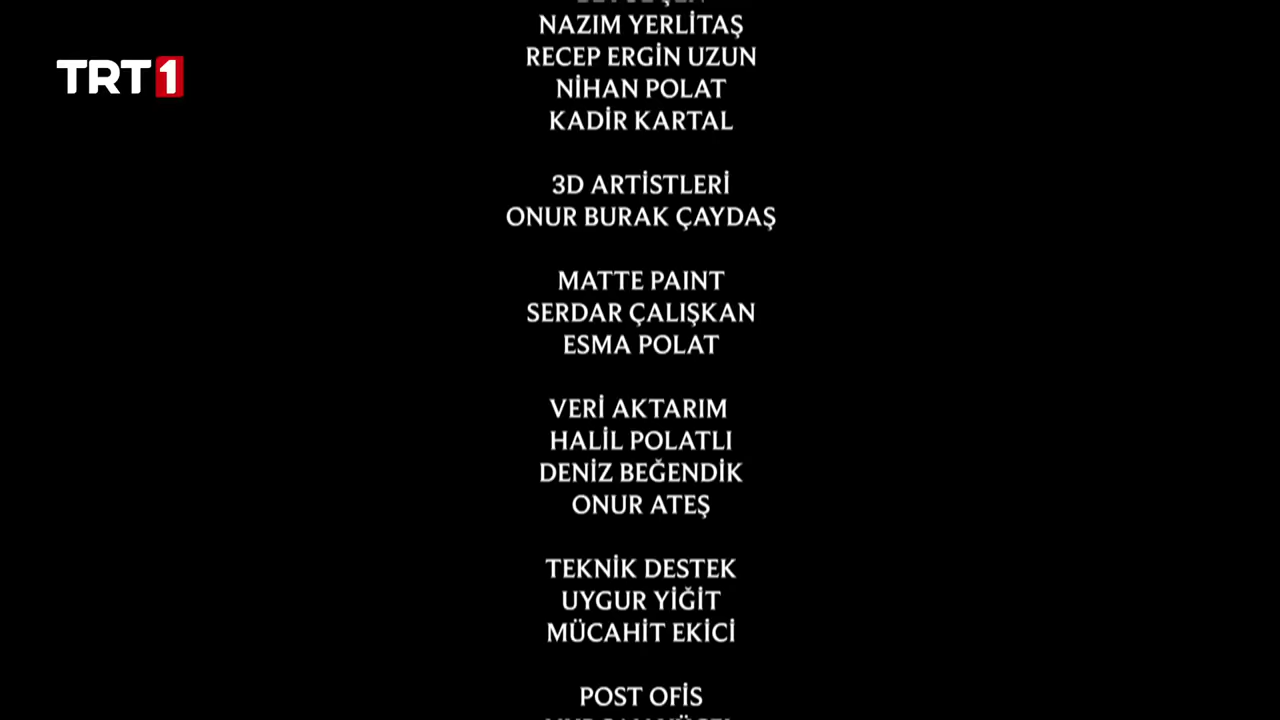 NAZIM YERLİTAŞ
TRT 1
RECEP ERGİN UZUN
NİHAN POLAT
KADİR KARTAL
3D ARTİSTLERİ
ONUR BURAK ÇAYDAŞ
MATTE PAINT
SERDAR ÇALIŞKAN
ESMA POLAT
VERİ AKTARIM
HALİL POLATLI
DENİZ BEĞENDİK
ONUR ATEŞ
TEKNİK DESTEK
UYGUR YİĞİT
MÜCAHİT EKİCİ
POST OFİS